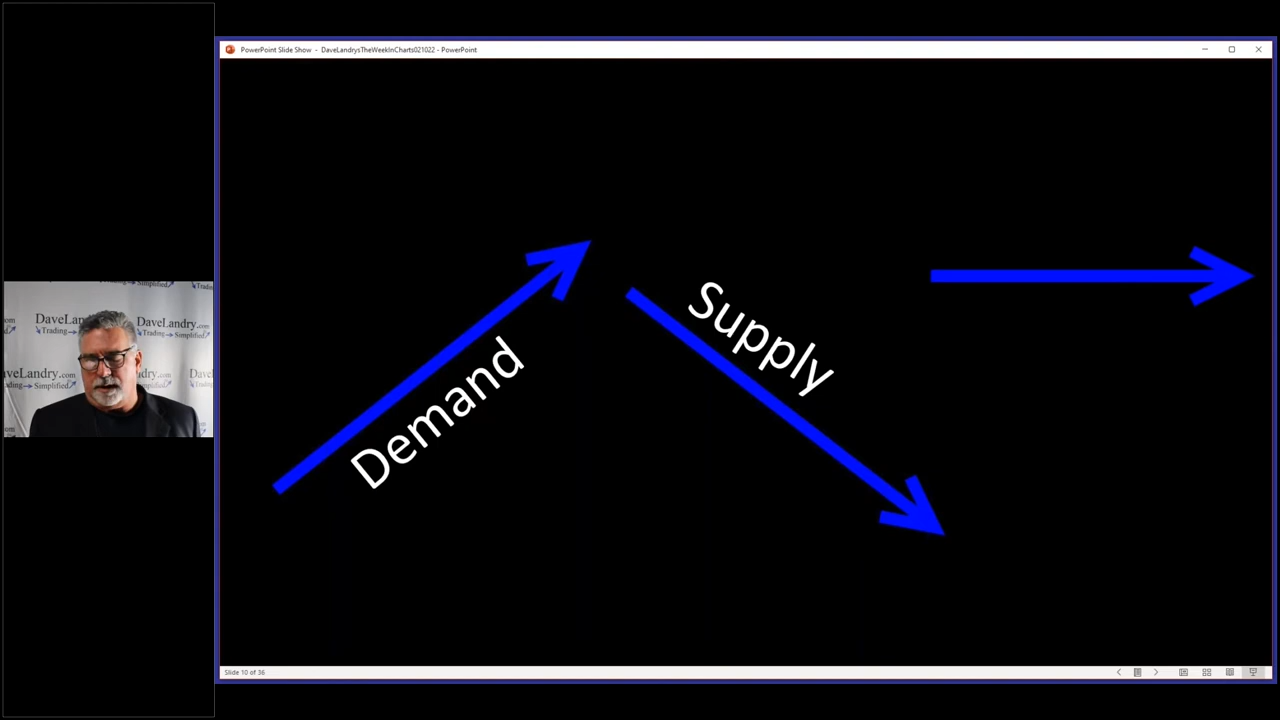 PowerPoint Slide Show - DaveLandrysTheWeekInCharts021022 - PowerPoint
Demand
Supply
DaveLandry.com
Trading Simplified
Slide 10 of 36